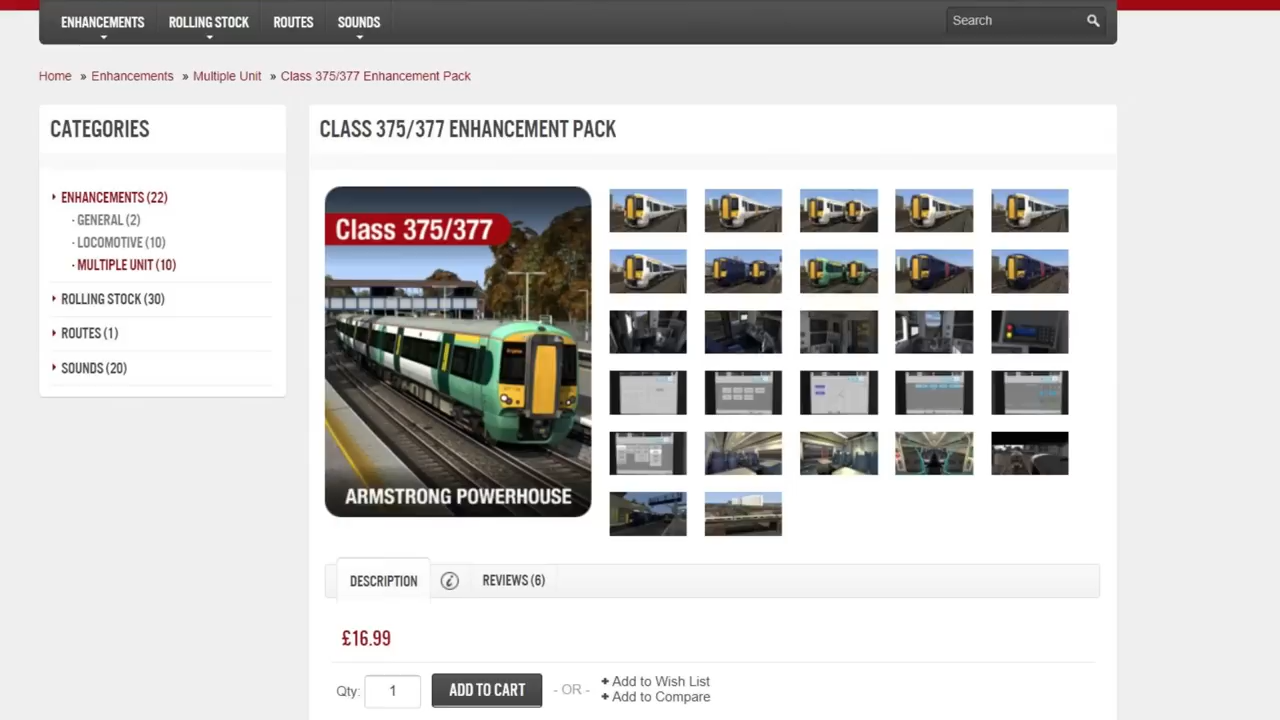 ENHANCEMENTS
ROLLING STOCK
ROUTES
SOUNDS
Search
Home » Enhancements » Multiple Unit » Class 375/377 Enhancement Pack
CATEGORIES
ENHANCEMENTS (22)
· GENERAL (2)
· LOCOMOTIVE (10)
· MULTIPLE UNIT (10)
ROLLING STOCK (30)
ROUTES (1)
SOUNDS (20)
CLASS 375/377 ENHANCEMENT PACK
Class 375/377
ARMSTRONG POWERHOUSE
DESCRIPTION
REVIEWS (6)
£16.99
Qty: 1
ADD TO CART
- OR -
+ Add to Wish List
+ Add to Compare